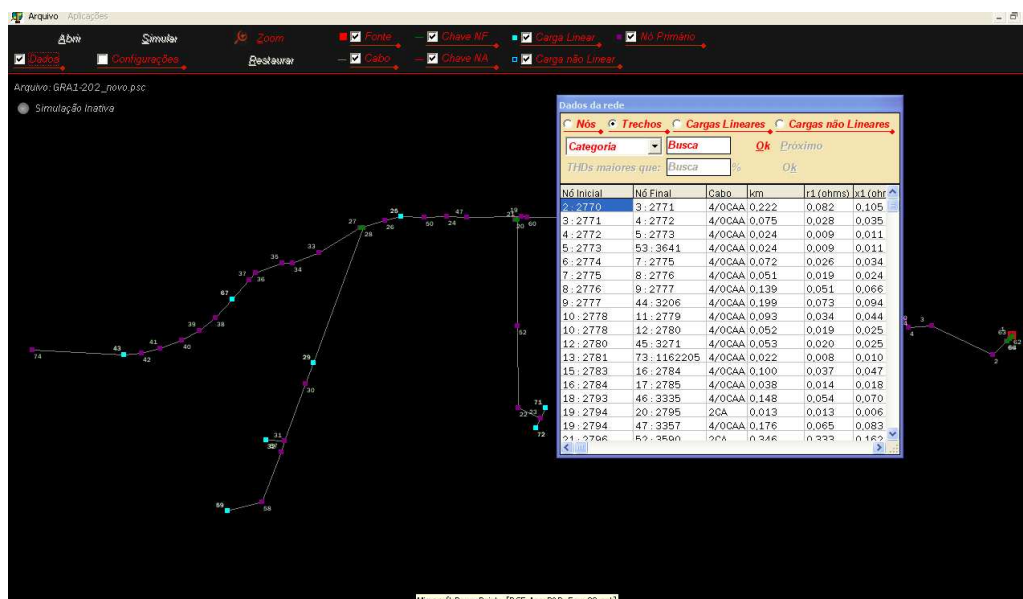 Arquivo Aplicações
Abrir Simular Zoom Fonte Chave NF Carga Linear Nó Primário
Dados Configurações Restaurar Cabo Chave NA Carga não Linear
Arquivo: GRA1-202_novo.psc
Simulação Inativa
Dados da rede
Nós Trechos Cargas Lineares Cargas não Lineares
Categoria Busca Ok Próximo
THDs maiores que: Busca % Ok
Nó Inicial Nó Final Cabo km r1 (ohms) x1 (ohr
2 : 2770 3 : 2771 4/0CAA 0,222 0,082 0,105
3 : 2771 4 : 2772 4/0CAA 0,075 0,028 0,035
4 : 2772 5 : 2773 4/0CAA 0,024 0,009 0,011
5 : 2773 53 : 3641 4/0CAA 0,024 0,009 0,011
6 : 2774 7 : 2775 4/0CAA 0,072 0,026 0,034
7 : 2775 8 : 2776 4/0CAA 0,051 0,019 0,024
8 : 2776 9 : 2777 4/0CAA 0,139 0,051 0,066
9 : 2777 44 : 3206 4/0CAA 0,199 0,073 0,094
10 : 2778 11 : 2779 4/0CAA 0,093 0,034 0,044
10 : 2778 12 : 2780 4/0CAA 0,052 0,019 0,025
12 : 2780 45 : 3271 4/0CAA 0,053 0,020 0,025
13 : 2781 73 : 1162205 4/0CAA 0,022 0,008 0,010
15 : 2783 16 : 2784 4/0CAA 0,100 0,037 0,047
16 : 2784 17 : 2785 4/0CAA 0,038 0,014 0,018
18 : 2793 46 : 3335 4/0CAA 0,148 0,054 0,070
19 : 2794 20 : 2795 2CA 0,013 0,013 0,006
19 : 2794 47 : 3357 4/0CAA 0,176 0,065 0,083
21 : 2796 52 : 3590 2CA 0,346 0,333 0,162
27 28 26 25 50 24 47 19 21 20 60
33 35 34 37 36 67
39 38 41 40 43 42 74
29 30 31
52 22 23 71 72
69 58
4 3 2 63 62